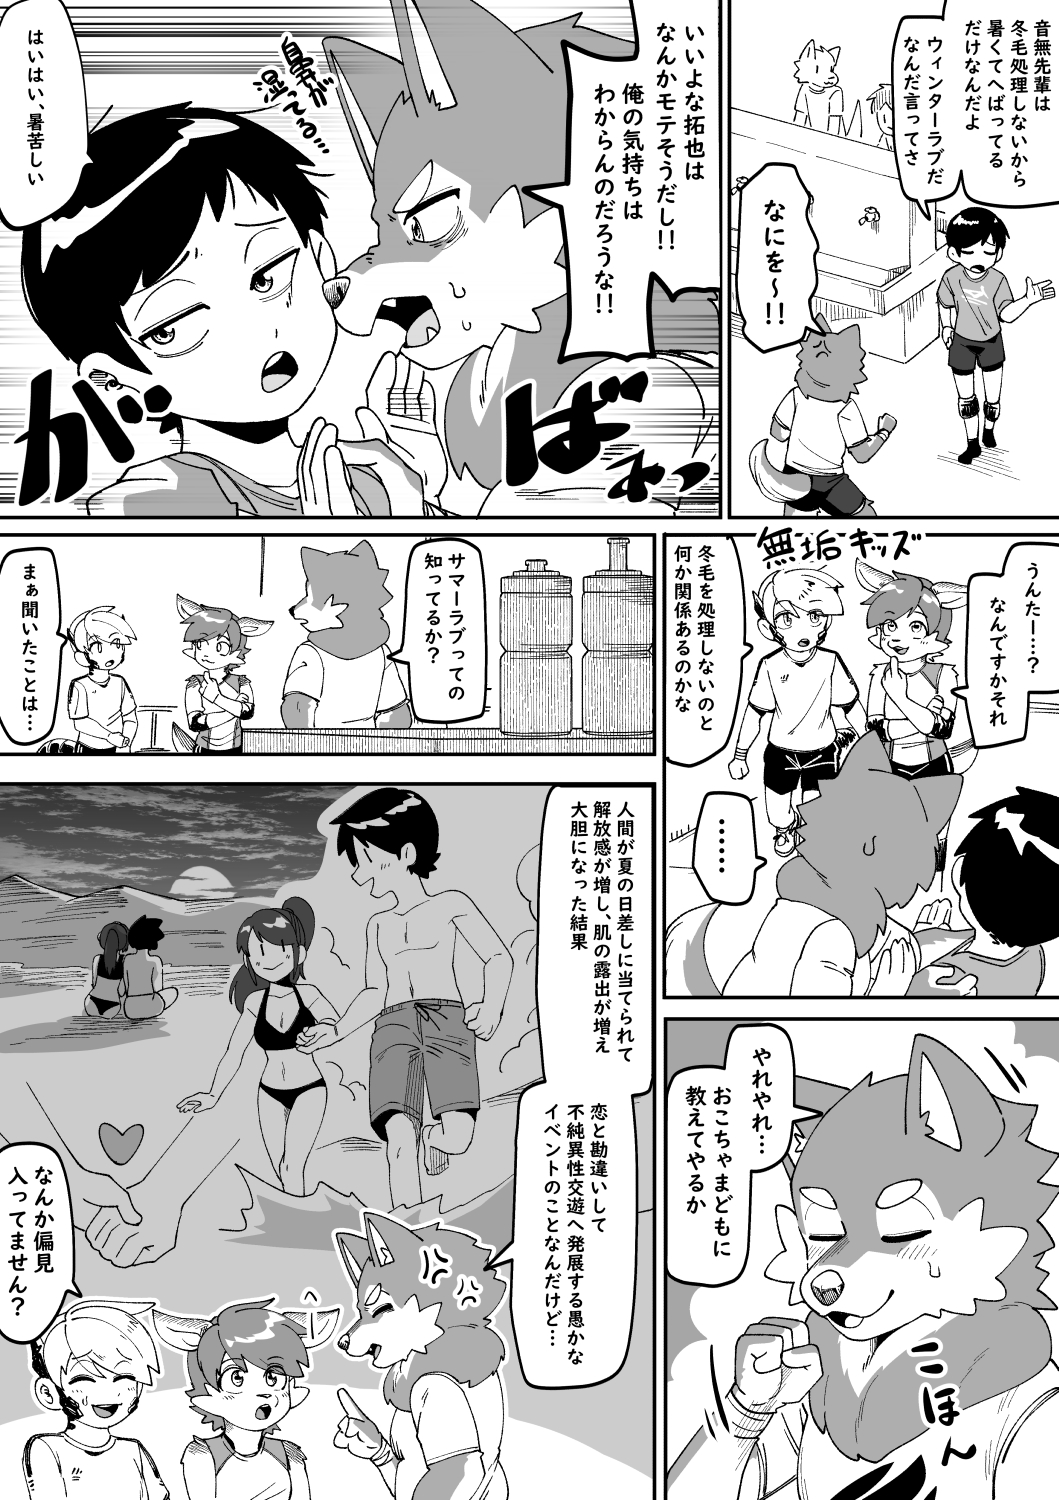 音無先輩は
冬毛処理しないから
暑くてへばってる
だけなんだよ
ウィンターラブだ
なんだ言ってさ
なにを〜!!
いいよな拓也は
なんかモテそうだし!!
俺の気持ちは
わからんのだろうな!!
鼻が
湿ってる…
はいはい、暑苦しい
がばぁっ
無垢キッズ
うんたー…?
なんですかそれ
冬毛を処理しないのと
何か関係あるのかな
………
サマーラブっての
知ってるか?
まぁ聞いたことは…
やれやれ…
おこちゃまどもに
教えてやるか
こほん
人間が夏の日差しに当てられて
解放感が増し、肌の露出が増え
大胆になった結果
恋と勘違いして
不純異性交遊へ発展する愚かな
イベントのことなんだけど…
へー
なんか偏見
入ってません?